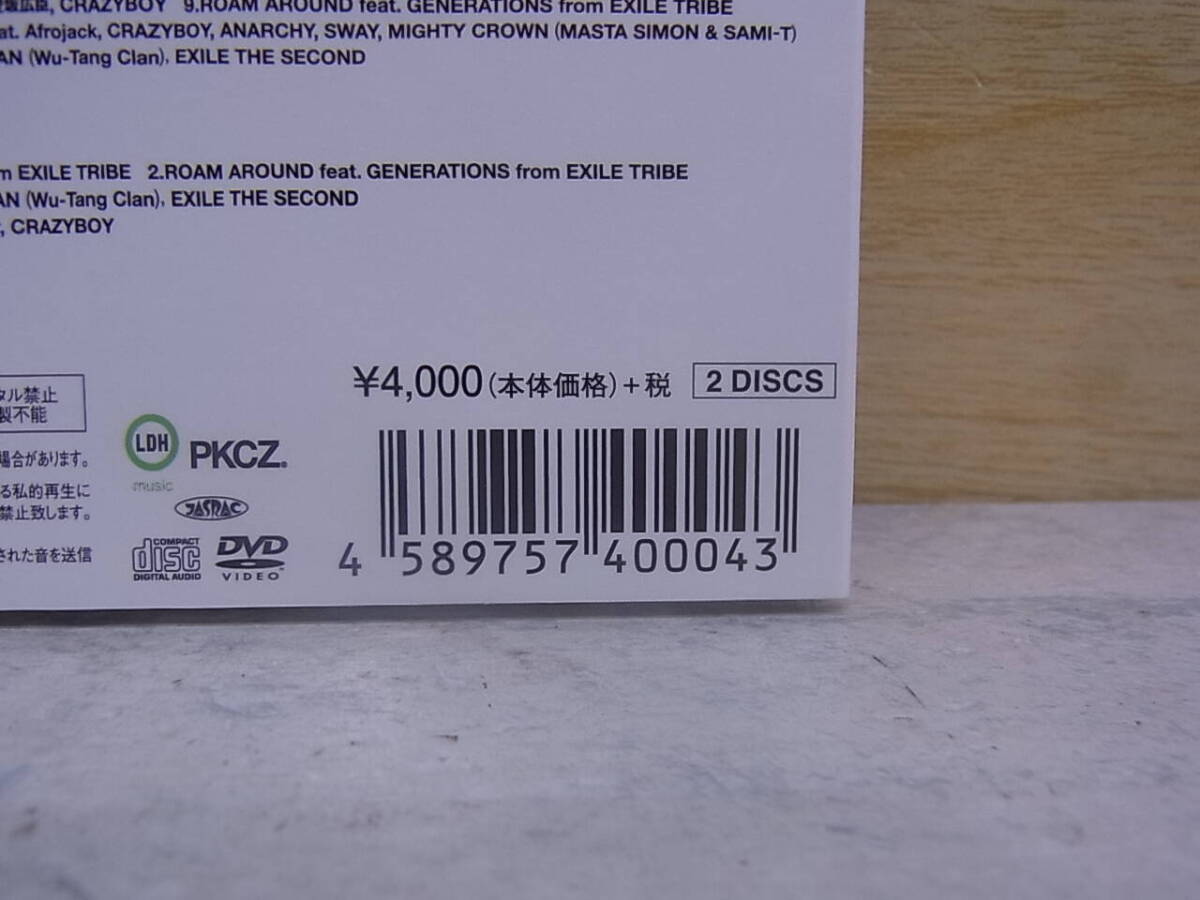 登坂広臣, CRAZYBOY 9.ROAM AROUND feat. GENERATIONS from EXILE TRIBE
at. Afrojack, CRAZYBOY, ANARCHY, SWAY, MIGHTY CROWN (MASTA SIMON & SAMI-T)
AN (Wu-Tang Clan), EXILE THE SECOND
m EXILE TRIBE 2.ROAM AROUND feat. GENERATIONS from EXILE TRIBE
AN (Wu-Tang Clan), EXILE THE SECOND
, CRAZYBOY
¥4,000(本体価格)+税 2 DISCS
タル禁止
製不能
場合があります。
る私的再生に
禁止致します。
された音を送信
LDH
music
PKCZ®
JASRAC
COMPACT
disc
DIGITAL AUDIO
DVD
VIDEO™
4 589757 400043